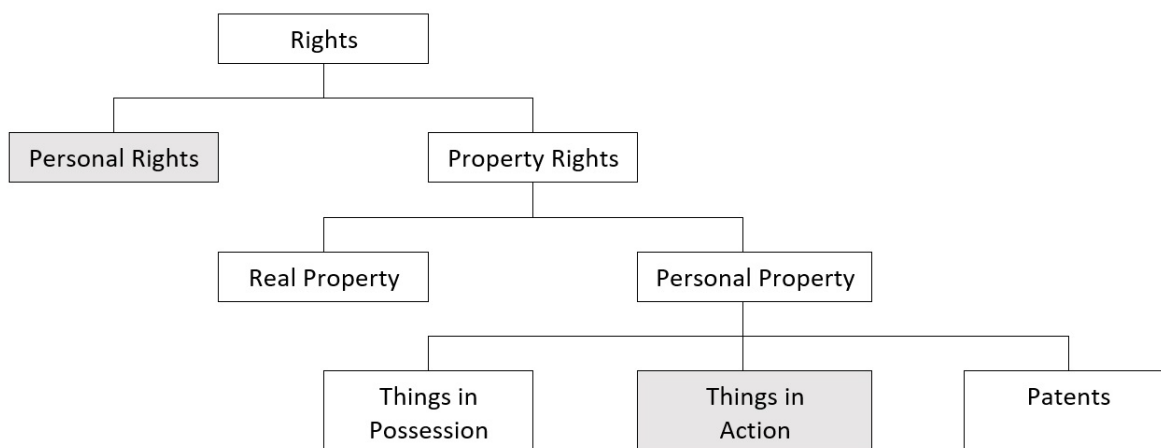 Rights
Personal Rights
Property Rights
Real Property
Personal Property
Things in
Possession
Things in
Action
Patents